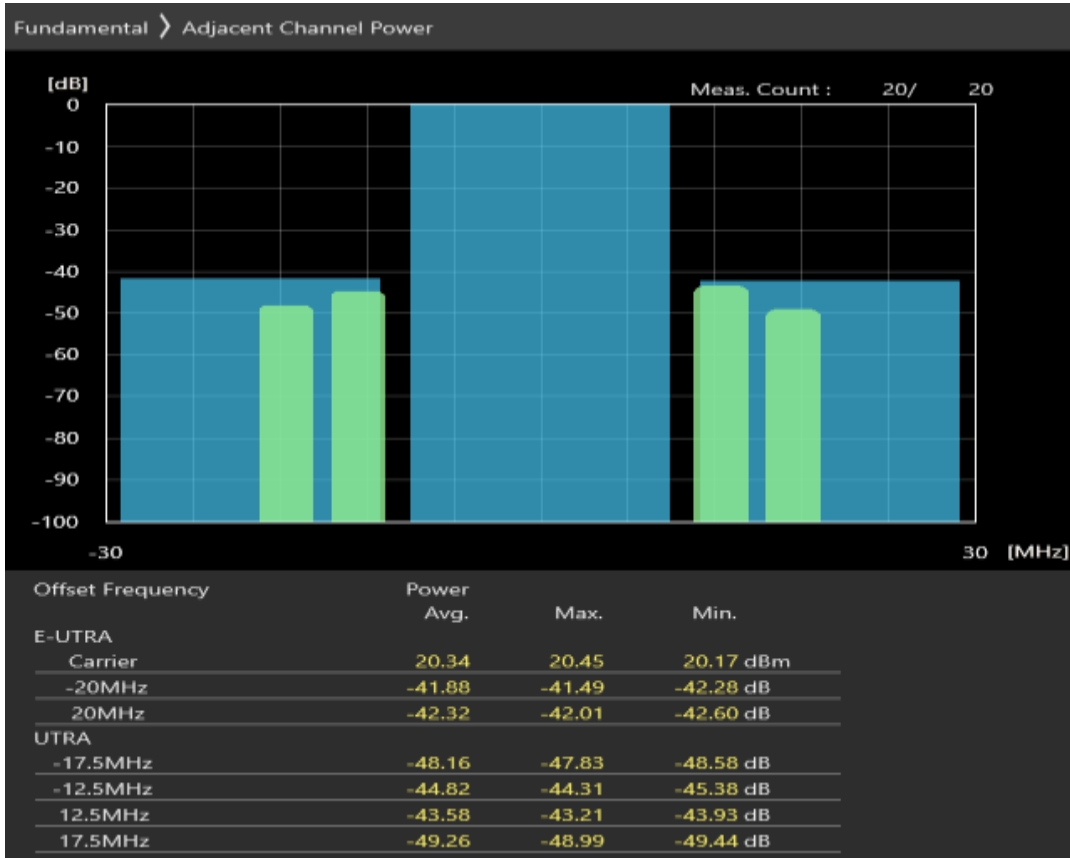 Fundamental ❭ Adjacent Channel Power
[dB]
Meas. Count : 20/ 20
0
-10
-20
-30
-40
-50
-60
-70
-80
-90
-100
-30 30 [MHz]
Offset Frequency Power
Avg. Max. Min.
E-UTRA
Carrier 20.34 20.45 20.17 dBm
-20MHz -41.88 -41.49 -42.28 dB
20MHz -42.32 -42.01 -42.60 dB
UTRA
-17.5MHz -48.16 -47.83 -48.58 dB
-12.5MHz -44.82 -44.31 -45.38 dB
12.5MHz -43.58 -43.21 -43.93 dB
17.5MHz -49.26 -48.99 -49.44 dB